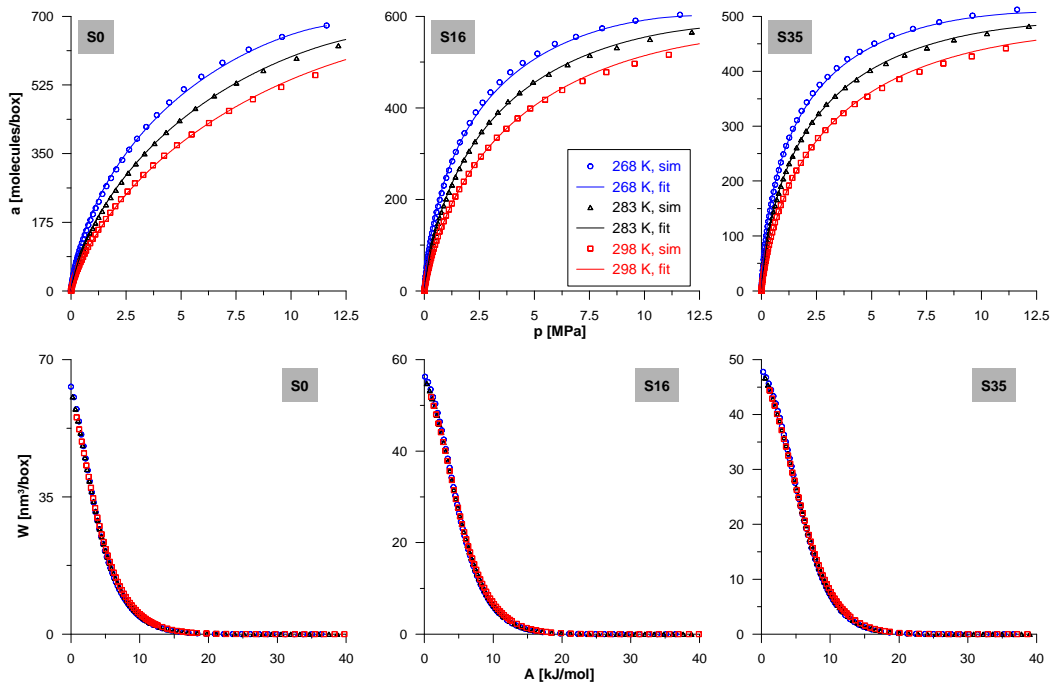 S0
S16
S35
700
525
350
175
0
600
400
200
0
500
400
300
200
100
0
a [molecules/box]
268 K, sim
268 K, fit
283 K, sim
283 K, fit
298 K, sim
298 K, fit
0 2.5 5 7.5 10 12.5
0 2.5 5 7.5 10 12.5
0 2.5 5 7.5 10 12.5
p [MPa]
S0
S16
S35
70
35
0
60
40
20
0
50
40
30
20
10
0
W [nm³/box]
0 10 20 30 40
0 10 20 30 40
0 10 20 30 40
A [kJ/mol]